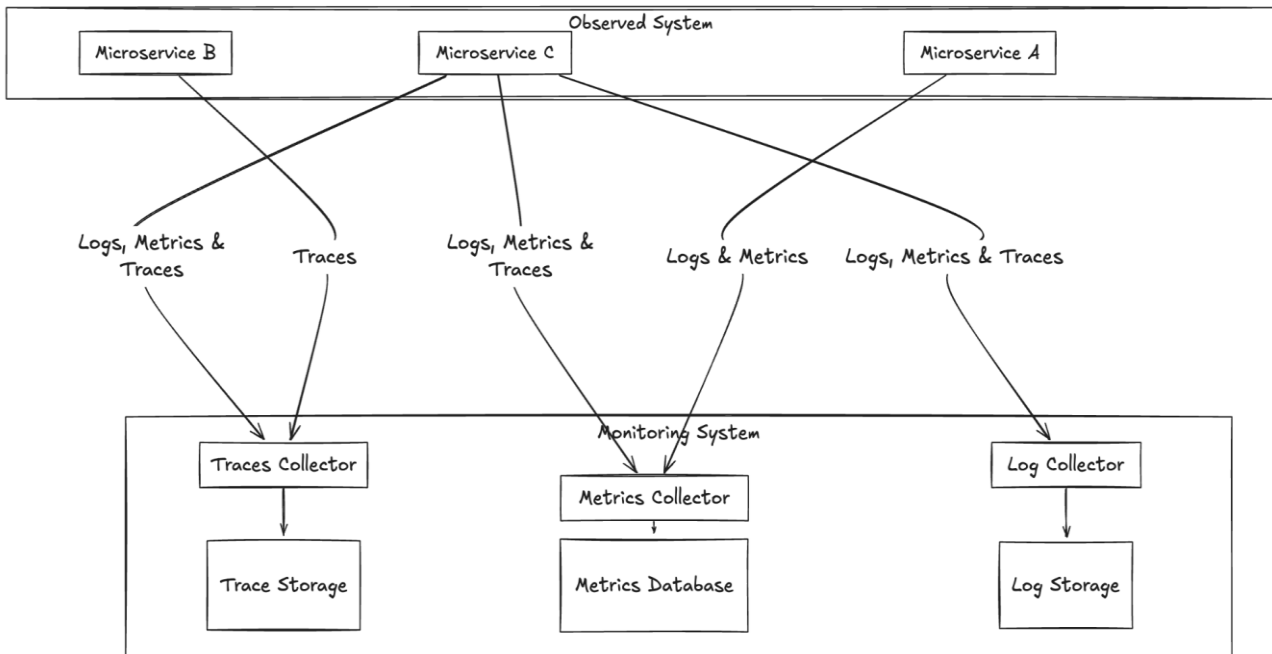 Observed System
Microservice B
Microservice C
Microservice A
Logs, Metrics &
Traces
Traces
Logs, Metrics &
Traces
Logs & Metrics
Logs, Metrics & Traces
Monitoring System
Traces Collector
Metrics Collector
Log Collector
Trace Storage
Metrics Database
Log Storage